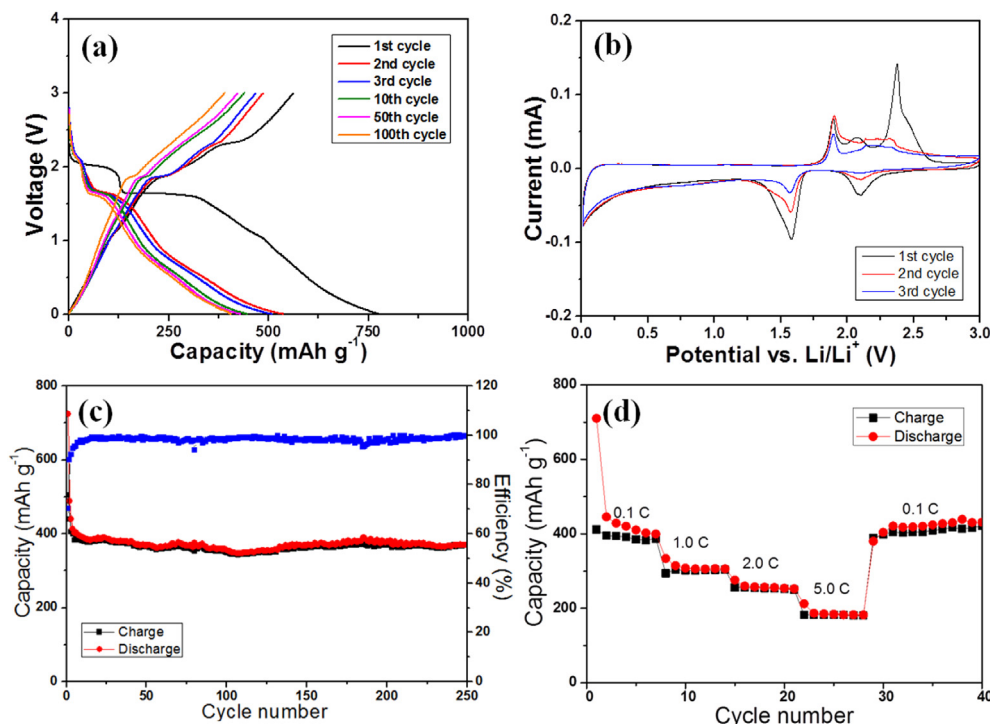 (a)
Voltage (V)
4
3
2
1
0
0 250 500 750 1000
Capacity (mAh g⁻¹)
1st cycle
2nd cycle
3rd cycle
10th cycle
50th cycle
100th cycle
(b)
Current (mA)
0.2
0.1
0.0
-0.1
-0.2
0.0 0.5 1.0 1.5 2.0 2.5 3.0
Potential vs. Li/Li⁺ (V)
1st cycle
2nd cycle
3rd cycle
(c)
Capacity (mAh g⁻¹)
800
600
400
200
0
0 50 100 150 200 250
Cycle number
Efficiency (%)
120
100
80
60
40
20
0
Charge
Discharge
(d)
Capacity (mAh g⁻¹)
800
600
400
200
0
0 10 20 30 40
Cycle number
Charge
Discharge
0.1 C
1.0 C
2.0 C
5.0 C
0.1 C